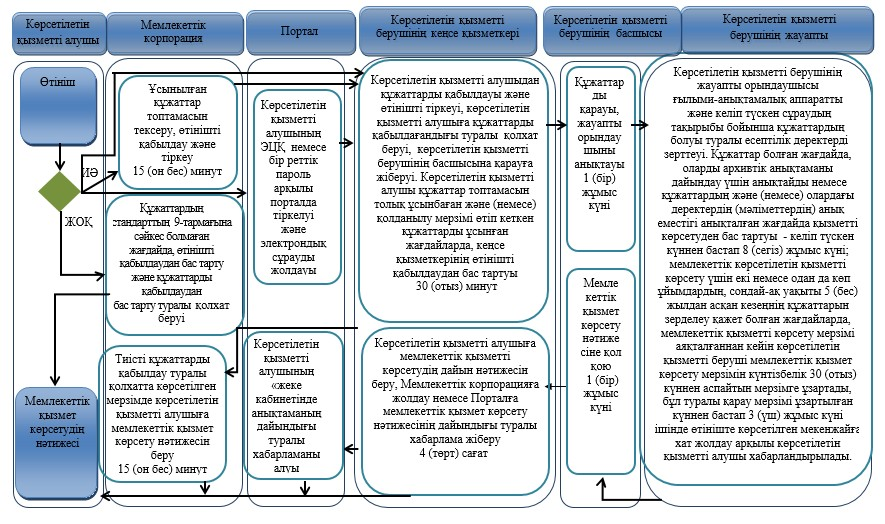 Көрсетілетін
қызметті алушы
Мемлекеттік
корпорация
Портал
Көрсетілетін қызметті
берушінің кеңсе қызметкері
Көрсетілетін қызметті
берушінің басшысы
Көрсетілетін қызметті
берушінің жауапты
Өтініш
ИӘ
ЖОҚ
Мемлекеттік
қызмет
көрсетудің
нәтижесі
Ұсынылған
құжаттар
топтамасын
тексеру, өтінішті
қабылдау және
тіркеу
15 (он бес) минут
Құжаттардың
стандарттың 9-тармағына
сәйкес болмаған
жағдайда, өтінішті
қабылдаудан бас тарту
және құжаттарды
қабылдаудан
бас тарту туралы қолхат
беруі
Тиісті құжаттарды
қабылдау туралы
қолхатта көрсетілген
мерзімде көрсетілетін
қызметті алушыға
мемлекеттік қызмет
көрсету нәтижесін
беру
15 (он бес) минут
Көрсетілетін
қызметті
алушының
ЭЦҚ немесе
бір реттік
пароль
арқылы
порталда
тіркелуі
және
электрондық
сұрауды
жолдауы
Көрсетілетін
қызметті
алушының
«жеке
кабинетінде
анықтаманың
дайындығы
туралы
хабарламаны
алуы
Көрсетілетін қызметті алушыдан
құжаттарды қабылдауы және
өтінішті тіркеуі, көрсетілетін
қызметті алушыға құжаттарды
қабылдағандығы туралы қолхат
беруі, көрсетілетін қызметті
берушінің басшысына қарауға
жіберуі. Көрсетілетін қызметті
алушы құжаттар топтамасын
толық ұсынбаған және (немесе)
қолданылу мерзімі өтіп кеткен
құжаттарды ұсынған
жағдайларда, кеңсе
қызметкерінің өтінішті
қабылдаудан бас тартуы
30 (отыз) минут
Көрсетілетін қызметті алушыға
мемлекеттік қызметті
көрсетудің дайын нәтижесін
беру, Мемлекеттік корпорацияға
жолдау немесе Порталға
мемлекеттік қызмет көрсету
нәтижесінің дайындығы туралы
хабарлама жіберу
4 (төрт) сағат
Құжаттар
ды
қарауы,
жауапты
орындау
шыны
анықтауы
1 (бір)
жұмыс
күні
Мемле
кеттік
қызмет
көрсету
нәтиже
сіне қол
қою
1 (бір)
жұмыс
күні
Көрсетілетін қызметті берушінің
жауапты орындаушысы
ғылыми-анықтамалық аппаратты
және келіп түскен сұраудың
тақырыбы бойынша құжаттардың
болуы туралы есептілік деректерді
зерттеуі. Құжаттар болған жағдайда,
оларды архивтік анықтаманы
дайындау үшін анықтайды немесе
құжаттардың және (немесе) олардағы
деректердің (мәліметтердің) анық
еместігі анықталған жағдайда қызметті
көрсетуден бас тартуы - келіп түскен
күннен бастап 8 (сегіз) жұмыс күні;
мемлекеттік көрсетілетін қызметті
көрсету үшін екі немесе одан да көп
ұйымдардың, сондай-ақ уақыты 5 (бес)
жылдан асқан кезеңнің құжаттарын
зерделеу қажет болған жағдайларда,
мемлекеттік қызметті көрсету мерзімі
аяқталғаннан кейін көрсетілетін
қызметті беруші мемлекеттік қызмет
көрсету мерзімін күнтізбелік 30 (отыз)
күннен аспайтын мерзімге ұзартады,
бұл туралы қарау мерзімі ұзартылған
күннен бастап 3 (үш) жұмыс күні
ішінде өтініште көрсетілген мекенжайға
хат жолдау арқылы көрсетілетін
қызметті алушы хабарландырылады.